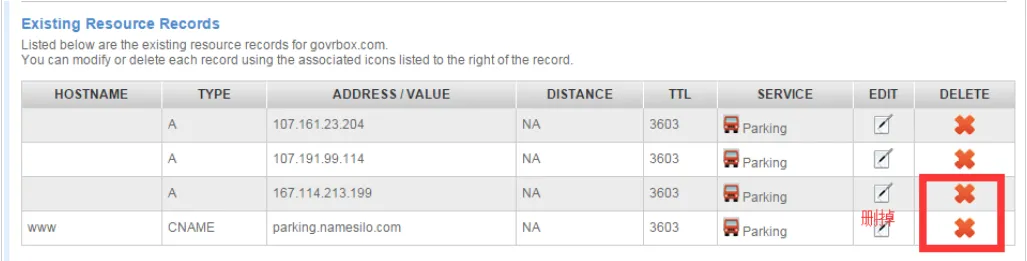 Existing Resource Records
Listed below are the existing resource records for govrbox.com.
You can modify or delete each record using the associated icons listed to the right of the record.
HOSTNAME TYPE ADDRESS / VALUE DISTANCE TTL SERVICE EDIT DELETE
A 107.161.23.204 NA 3603 Parking
A 107.191.99.114 NA 3603 Parking
A 167.114.213.199 NA 3603 Parking
删掉
www CNAME parking.namesilo.com NA 3603 Parking